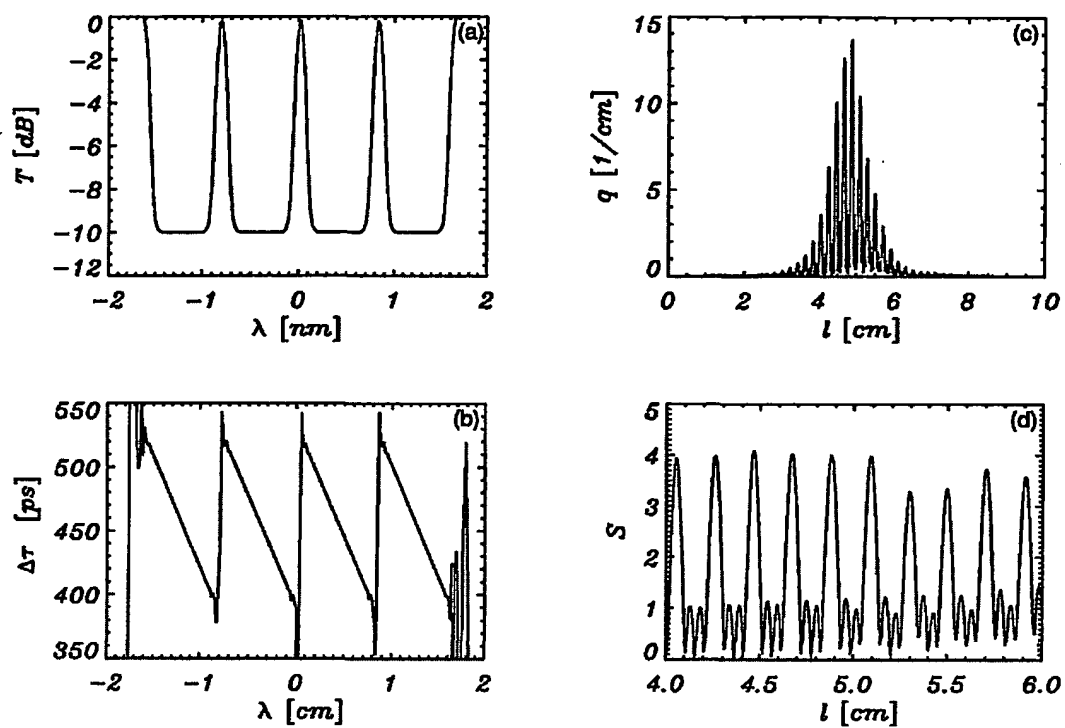 (a)
T [dB]
0
-2
-4
-6
-8
-10
-12
-2 -1 0 1 2
λ [nm]
(c)
q [1/cm]
15
10
5
0
0 2 4 6 8 10
l [cm]
(b)
Δτ [ps]
550
500
450
400
350
-2 -1 0 1 2
λ [cm]
(d)
S
5
4
3
2
1
0
4.0 4.5 5.0 5.5 6.0
l [cm]